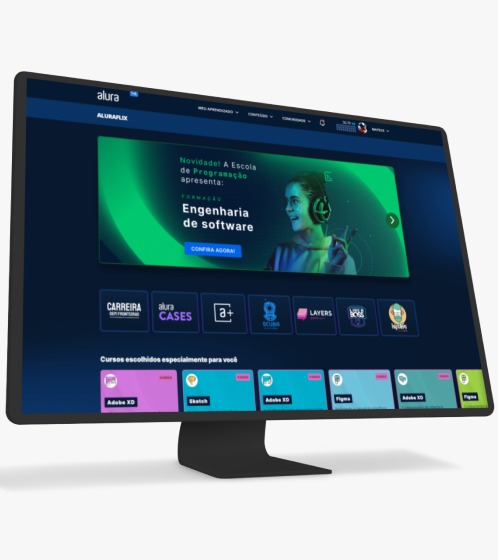 alura
MEU APRENDIZADO
CONTEÚDO
COMUNIDADE
MATEUS
ALURAFLIX
Novidade! A Escola
de Programação
apresenta:
FORMAÇÃO
Engenharia
de software
CONFIRA AGORA!
CARREIRA
SEM FRONTEIRAS
alura
CASES
a+
SCUBA
LAYERS
Cursos escolhidos especialmente para você
Adobe XD
Sketch
Adobe XD
Figma
Adobe XD
Figma